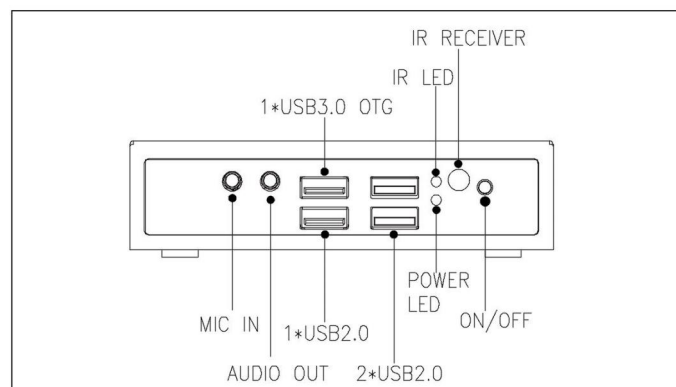 IR RECEIVER
IR LED
1*USB3.0 OTG
POWER
LED
ON/OFF
MIC IN
1*USB2.0
AUDIO OUT
2*USB2.0